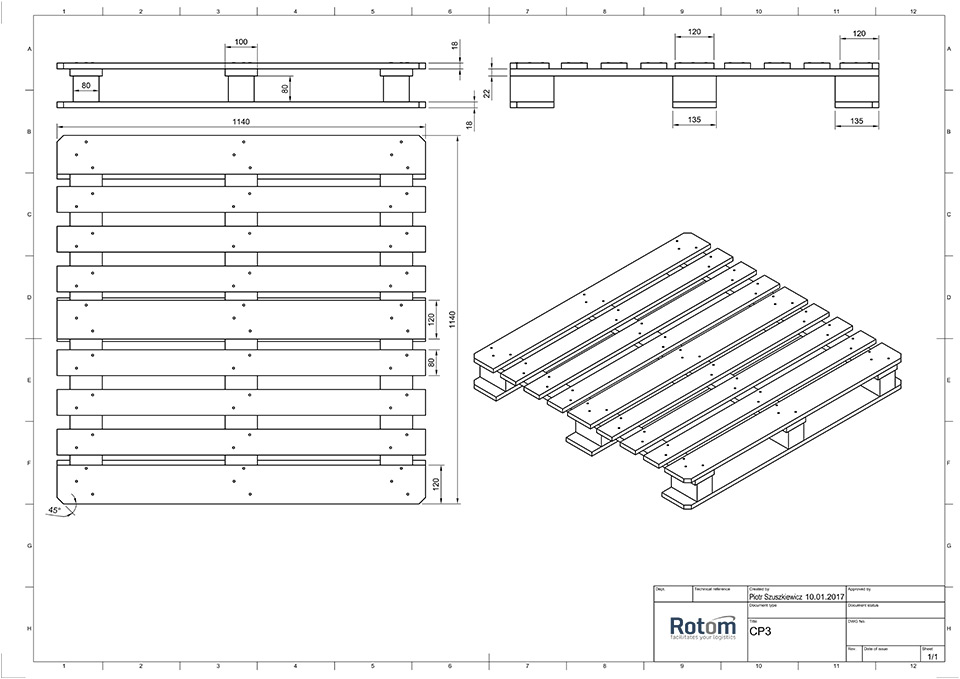 1 2 3 4 5 6 7 8 9 10 11 12
A A
B B
C C
D D
E E
F F
G G
H H
100
18
80
80
18
1140
120
120
22
135
135
120
1140
80
120
45°
Dept.
Technical reference
Created by
Piotr Szuszkiewicz 10.01.2017
Approved by
Document type
Document status
Rotom
facilitates your logistics
Title
CP3
DWG No.
Rev.
Date of issue
Sheet
1/1
1 2 3 4 5 6 7 8 9 10 11 12